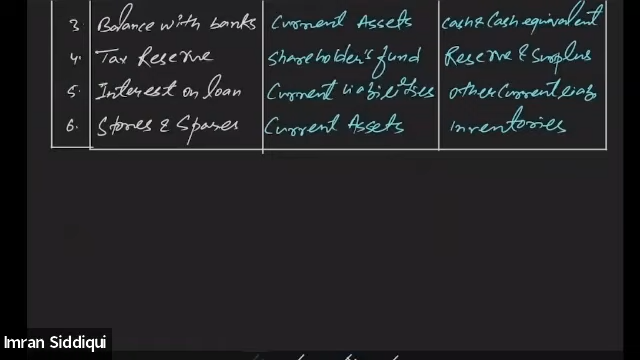 3. Balance with banks Current Assets Cash & Cash equivalent
4. Tax Reserve Shareholder's fund Reserve & Surplus
5. Interest on loan Current liabilities other current liab
6. Stores & Spares Current Assets Inventories
Imran Siddiqui